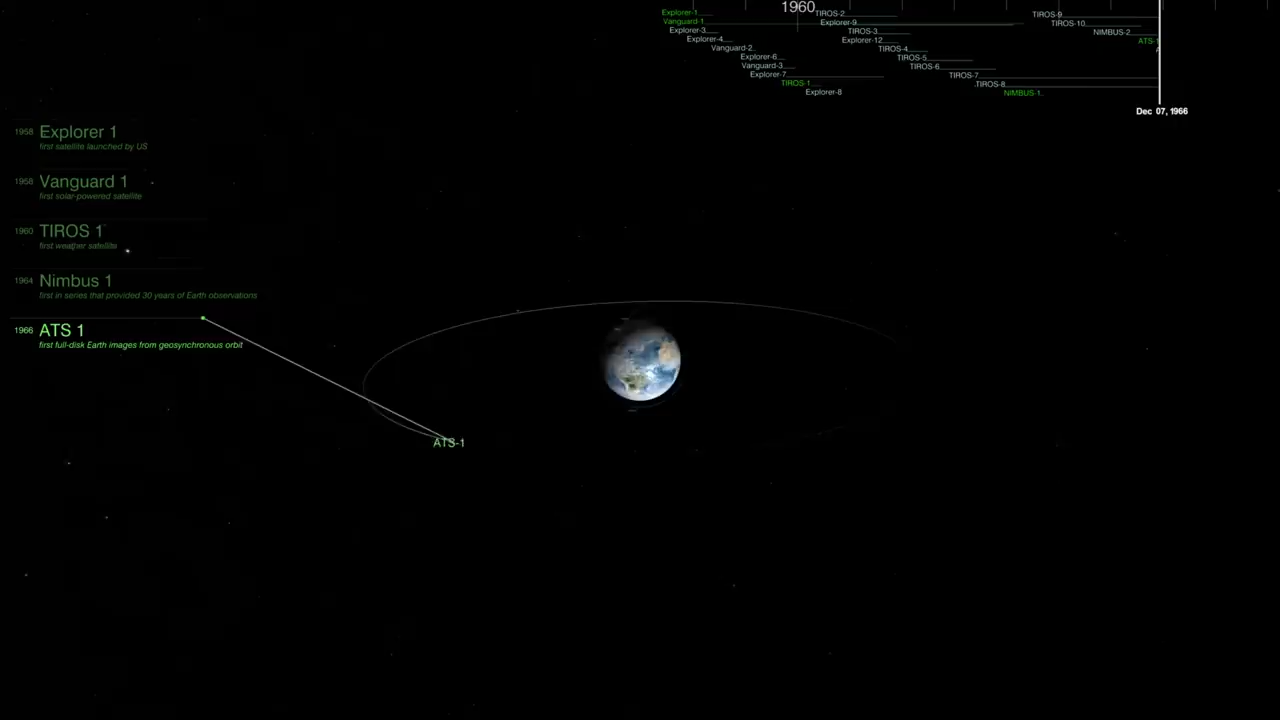 1960
Explorer-1
Vanguard-1
Explorer-3
Explorer-4
Vanguard-2
Explorer-6
Vanguard-3
Explorer-7
TIROS-1
Explorer-8
TIROS-2
Explorer-9
TIROS-3
Explorer-12
TIROS-4
TIROS-5
TIROS-6
TIROS-7
TIROS-8
NIMBUS-1
TIROS-9
TIROS-10
NIMBUS-2
ATS-1
Dec 07, 1966
1958 Explorer 1
first satellite launched by US
1958 Vanguard 1
first solar-powered satellite
1960 TIROS 1
first weather satellite
1964 Nimbus 1
first in series that provided 30 years of Earth observations
1966 ATS 1
first full-disk Earth images from geosynchronous orbit
ATS-1